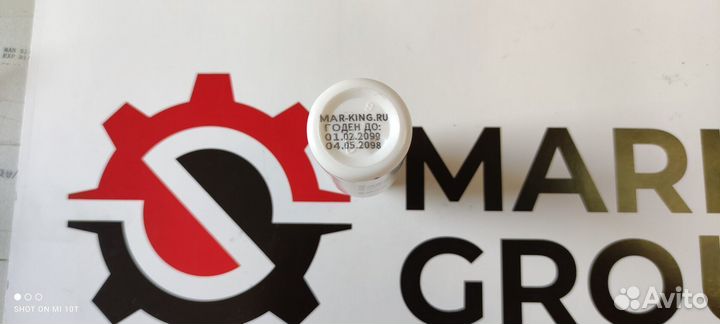 MAR-KING.RU
ГОДЕН ДО:
01.02.2099
04.05.2098
MAR
GROU
SHOT ON MI 10T
Avito